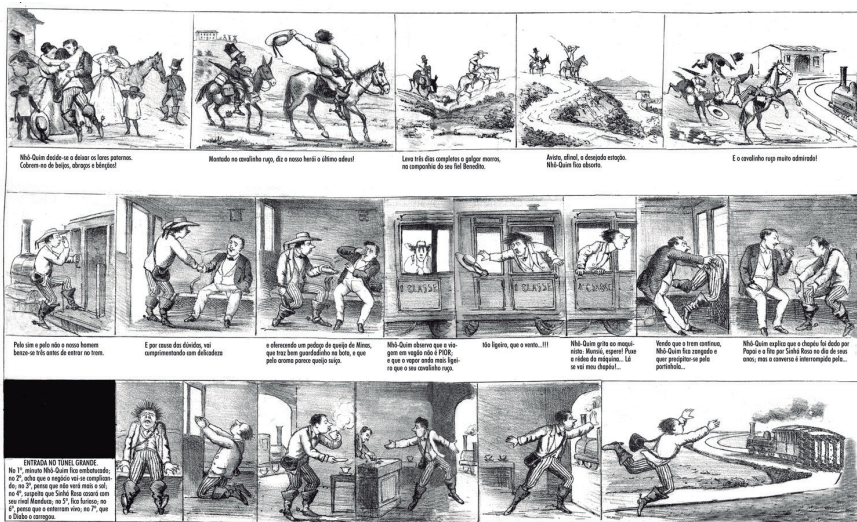 Nhô-Quim decide-se a deixar os lares paternos.
Cobrem-no de beijos, abraços e bênçãos!
Montado no cavalinho ruço, diz o nosso herói o último adeus!
Leva três dias completos a galgar morros,
na companhia do seu fiel Benedito.
Avista, afinal, a desejada estação.
Nhô-Quim fica absorto.
E o cavalinho ruço muito admirado!
Pelo sim e pelo não o nosso homem
benze-se três antes de entrar no trem.
E por causa das dúvidas, vai
cumprimentando com delicadeza
e oferecendo um pedaço de queijo de Minas,
que traz bem guardadinho na bota, e que
pelo aroma parece queijo suíço.
Nhô-Quim observa que a via-
gem em vagão não é PIOR;
e que o vapor anda mais ligei-
ro que o seu cavalinho ruço.
CLASSE
tão ligeiro, que o vento...!!!
CLASSE
Nhô-Quim grita ao maqui-
nista: Munsiú, espere! Puxe
a rédea da máquina... Lá
se vai meu chapéu!...
CLASSE
Vendo que o trem continua,
Nhô-Quim fica zangado e
quer precipitar-se pela
portinhola...
Nhô-Quim explica que o chapéu foi dado por
Papai e a fita por Sinhá Rosa no dia de seus
anos; mas a conversa é interrompida pela...
ENTRADA NO TÚNEL GRANDE.
No 1º, minuto Nhô-Quim fica embatucado;
no 2º, acha que o negócio vai-se complican-
do; no 3º, pensa que não verá mais o sol;
no 4º, suspeita que Sinhá Rosa casará com
seu rival Manduca; no 5º, fica furioso; no
6º, pensa que o enterram vivo; no 7º, que
o Diabo o carregou.